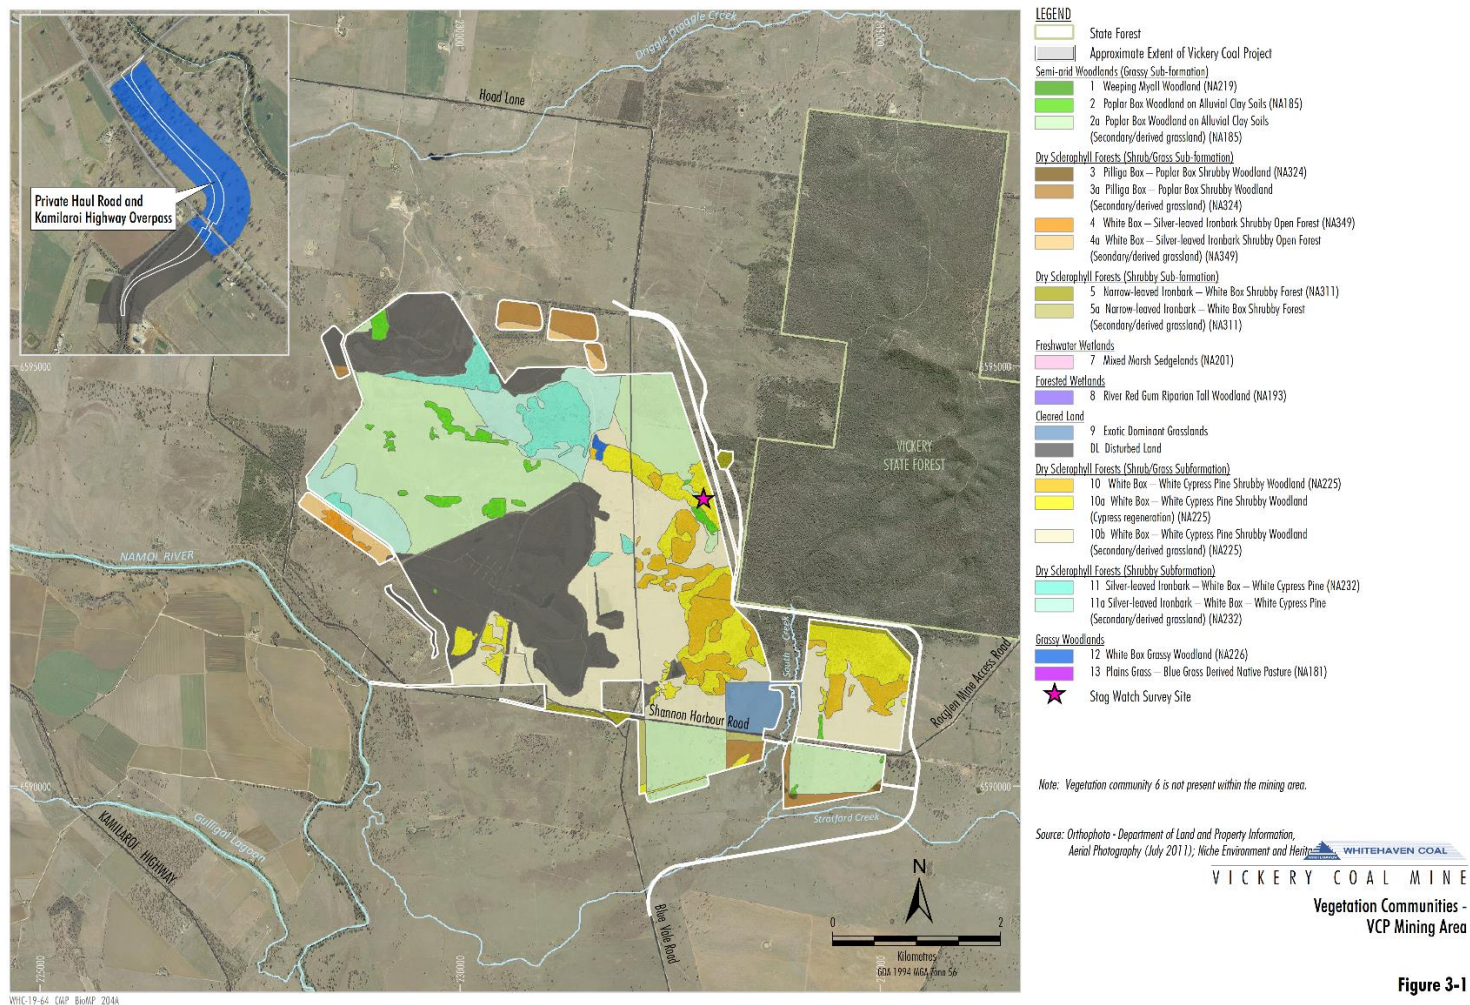 Driggle Draggle Creek
Hoad Lane
Private Haul Road and
Kamilaroi Highway Overpass
230000
6595000
6595000
VICKERY
STATE FOREST
NAMOI RIVER
South Creek
Shannon Harbour Road
Rocglen Mine Access Road
6590000
6590000
Gulligal Lagoon
KAMILAROI HIGHWAY
Stratford Creek
Blue Vale Road
N
0
2
Kilometres
GDA 1994 MGA Zone 56
225000
230000
WHC-19-64 CMP BioMP 204A
LEGEND
State Forest
Approximate Extent of Vickery Coal Project
Semi-arid Woodlands (Grassy Sub-formation)
1 Weeping Myall Woodland (NA219)
2 Poplar Box Woodland on Alluvial Clay Soils (NA185)
2a Poplar Box Woodland on Alluvial Clay Soils
(Secondary/derived grassland) (NA185)
Dry Sclerophyll Forests (Shrub/Grass Sub-formation)
3 Pilliga Box – Poplar Box Shrubby Woodland (NA324)
3a Pilliga Box – Poplar Box Shrubby Woodland
(Secondary/derived grassland) (NA324)
4 White Box – Silver-leaved Ironbark Shrubby Open Forest (NA349)
4a White Box – Silver-leaved Ironbark Shrubby Open Forest
(Seondary/derived grassland) (NA349)
Dry Sclerophyll Forests (Shrubby Sub-formation)
5 Narrow-leaved Ironbark – White Box Shrubby Forest (NA311)
5a Narrow-leaved Ironbark – White Box Shrubby Forest
(Secondary/derived grassland) (NA311)
Freshwater Wetlands
7 Mixed Marsh Sedgelands (NA201)
Forested Wetlands
8 River Red Gum Riparian Tall Woodland (NA193)
Cleared Land
9 Exotic Dominant Grasslands
DL Disturbed Land
Dry Sclerophyll Forests (Shrub/Grass Subformation)
10 White Box – White Cypress Pine Shrubby Woodland (NA225)
10a White Box – White Cypress Pine Shrubby Woodland
(Cypress regeneration) (NA225)
10b White Box – White Cypress Pine Shrubby Woodland
(Secondary/derived grassland) (NA225)
Dry Sclerophyll Forests (Shrubby Subformation)
11 Silver-leaved Ironbark – White Box – White Cypress Pine (NA232)
11a Silver-leaved Ironbark – White Box – White Cypress Pine
(Secondary/derived grassland) (NA232)
Grassy Woodlands
12 White Box Grassy Woodland (NA226)
13 Plains Grass – Blue Grass Derived Native Pasture (NA181)
Stag Watch Survey Site
Note: Vegetation community 6 is not present within the mining area.
Source: Orthophoto - Department of Land and Property Information,
Aerial Photography (July 2011); Niche Environment and
WHITEHAVEN COAL
VICKERY COAL MINE
Vegetation Communities -
VCP Mining Area
Figure 3-1